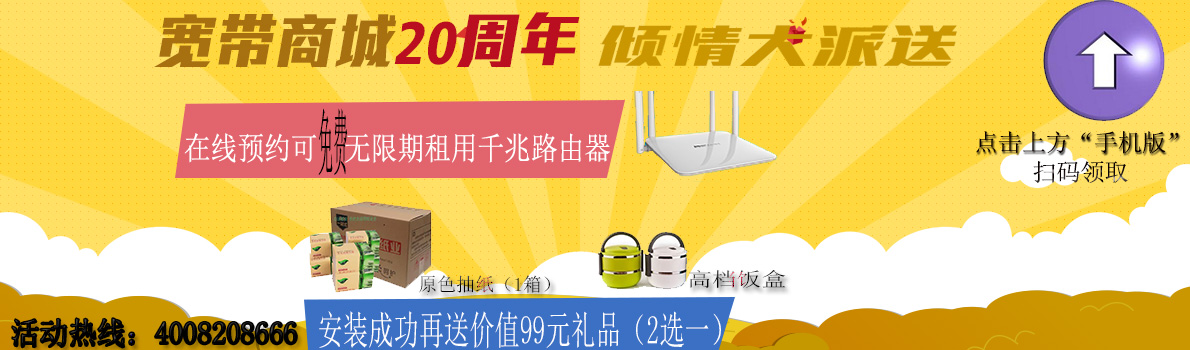 宽带商城20周年 倾情大派送
在线预约可免费无限期租用千兆路由器
点击上方“手机版”
扫码领取
原色抽纸（1箱）
高档饭盒
活动热线：4008208666
安装成功再送价值99元礼品（2选一）